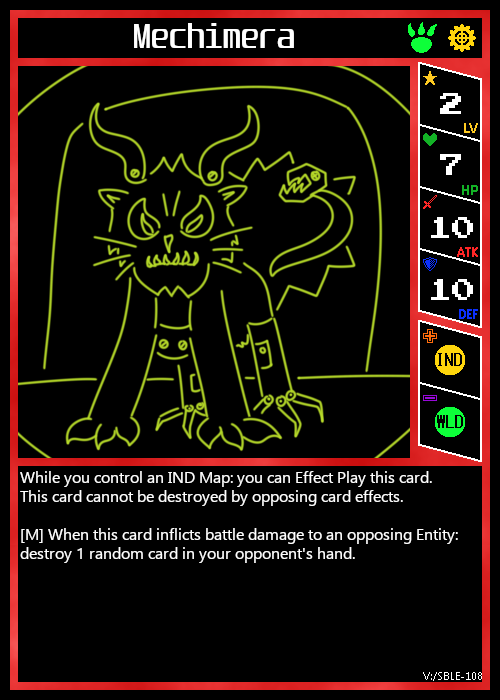 Mechimera
2
LV
7
HP
10
ATK
10
DEF
IND
WLD
While you control an IND Map: you can Effect Play this card.
This card cannot be destroyed by opposing card effects.
[M] When this card inflicts battle damage to an opposing Entity:
destroy 1 random card in your opponent's hand.
V:/SBLE-108